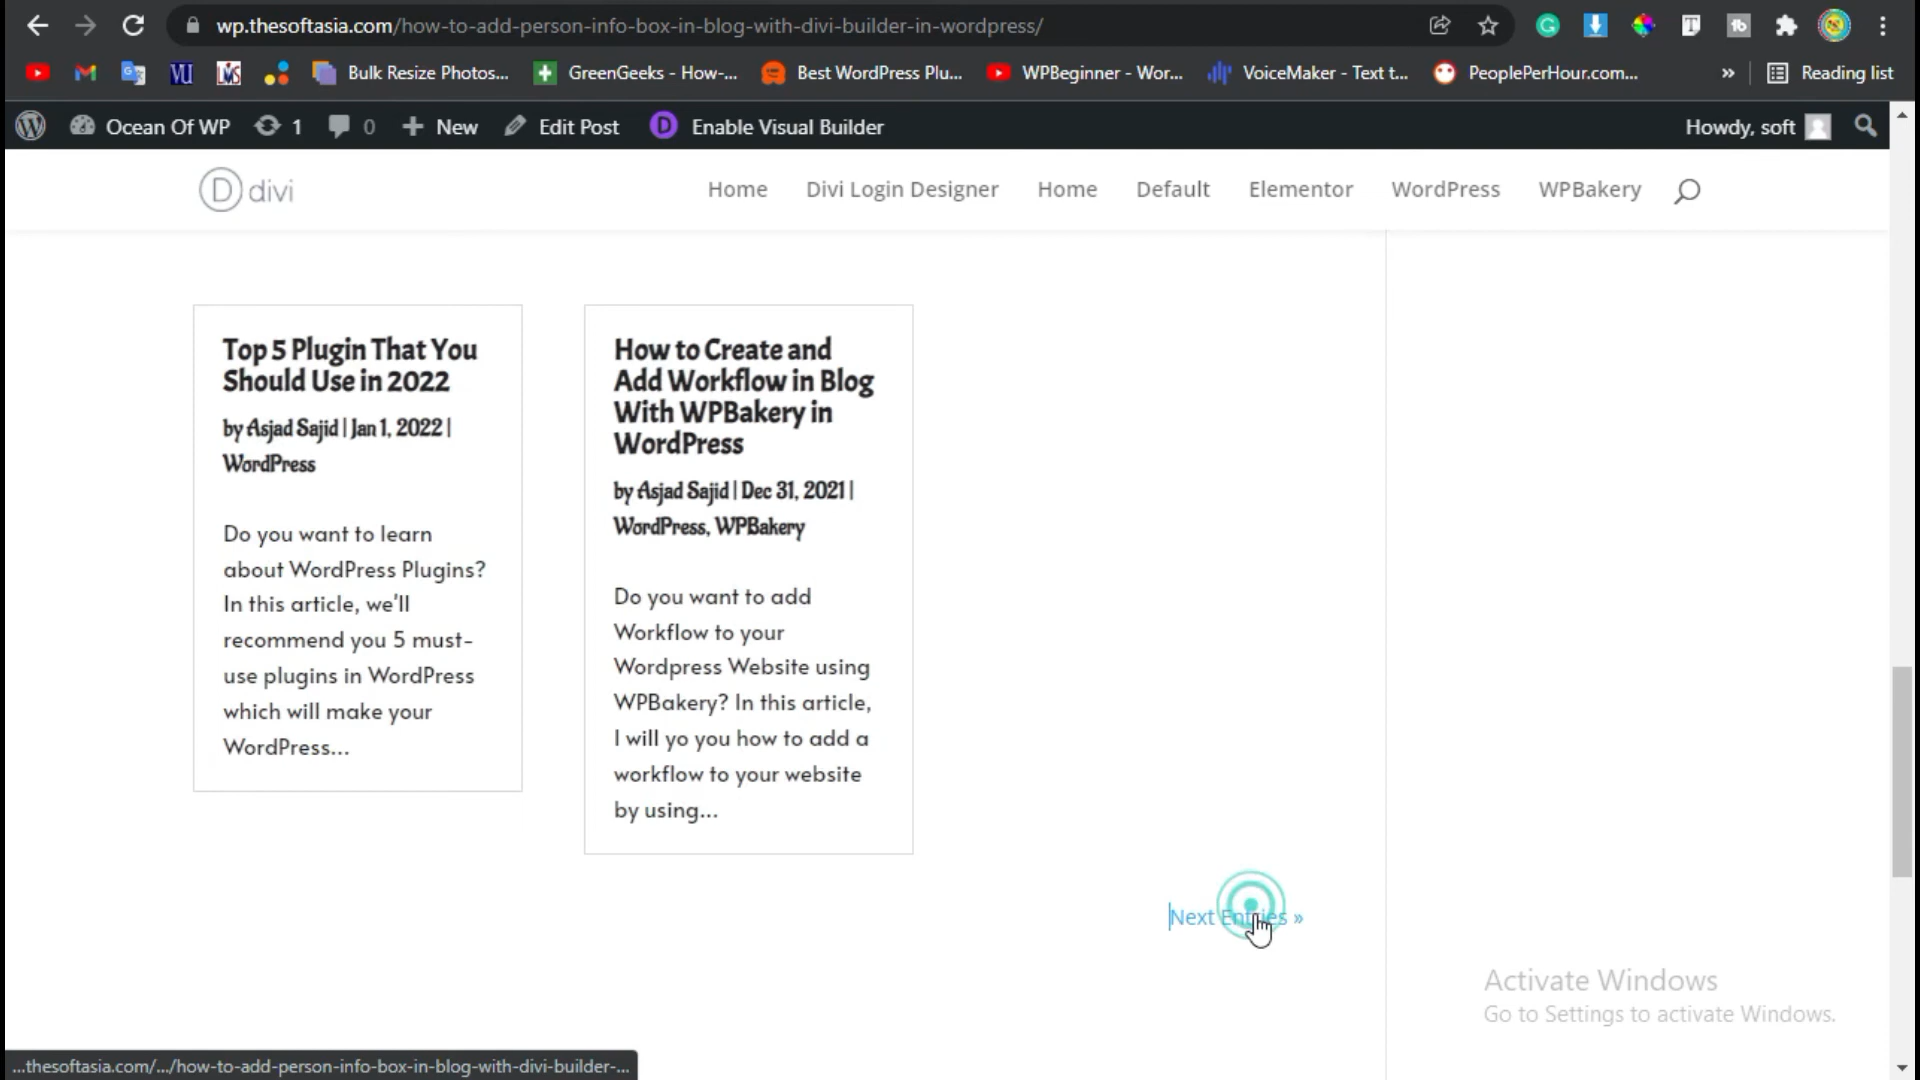 wp.thesoftasia.com/how-to-add-person-info-box-in-blog-with-divi-builder-in-wordpress/
Bulk Resize Photos... GreenGeeks - How-... Best WordPress Plu... WPBeginner - Wor... VoiceMaker - Text t... PeoplePerHour.com... » Reading list
Ocean Of WP 1 0 New Edit Post D Enable Visual Builder Howdy, soft
D divi Home Divi Login Designer Home Default Elementor WordPress WPBakery
Top 5 Plugin That You
Should Use in 2022
by Asjad Sajid | Jan 1, 2022 |
WordPress
Do you want to learn
about WordPress Plugins?
In this article, we'll
recommend you 5 must-
use plugins in WordPress
which will make your
WordPress...
How to Create and
Add Workflow in Blog
With WPBakery in
WordPress
by Asjad Sajid | Dec 31, 2021 |
WordPress, WPBakery
Do you want to add
Workflow to your
Wordpress Website using
WPBakery? In this article,
I will yo you how to add a
workflow to your website
by using...
Next Entries »
Activate Windows
Go to Settings to activate Windows.
...thesoftasia.com/.../how-to-add-person-info-box-in-blog-with-divi-builder-...